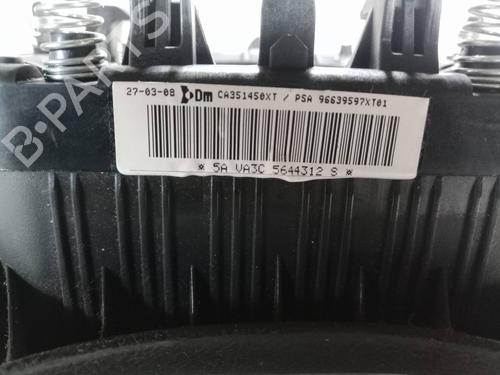 27-03-08 Dm CA351450XT / PSA 96639597XT01
* 5A VA3C 5644312 S *
B-PARTS